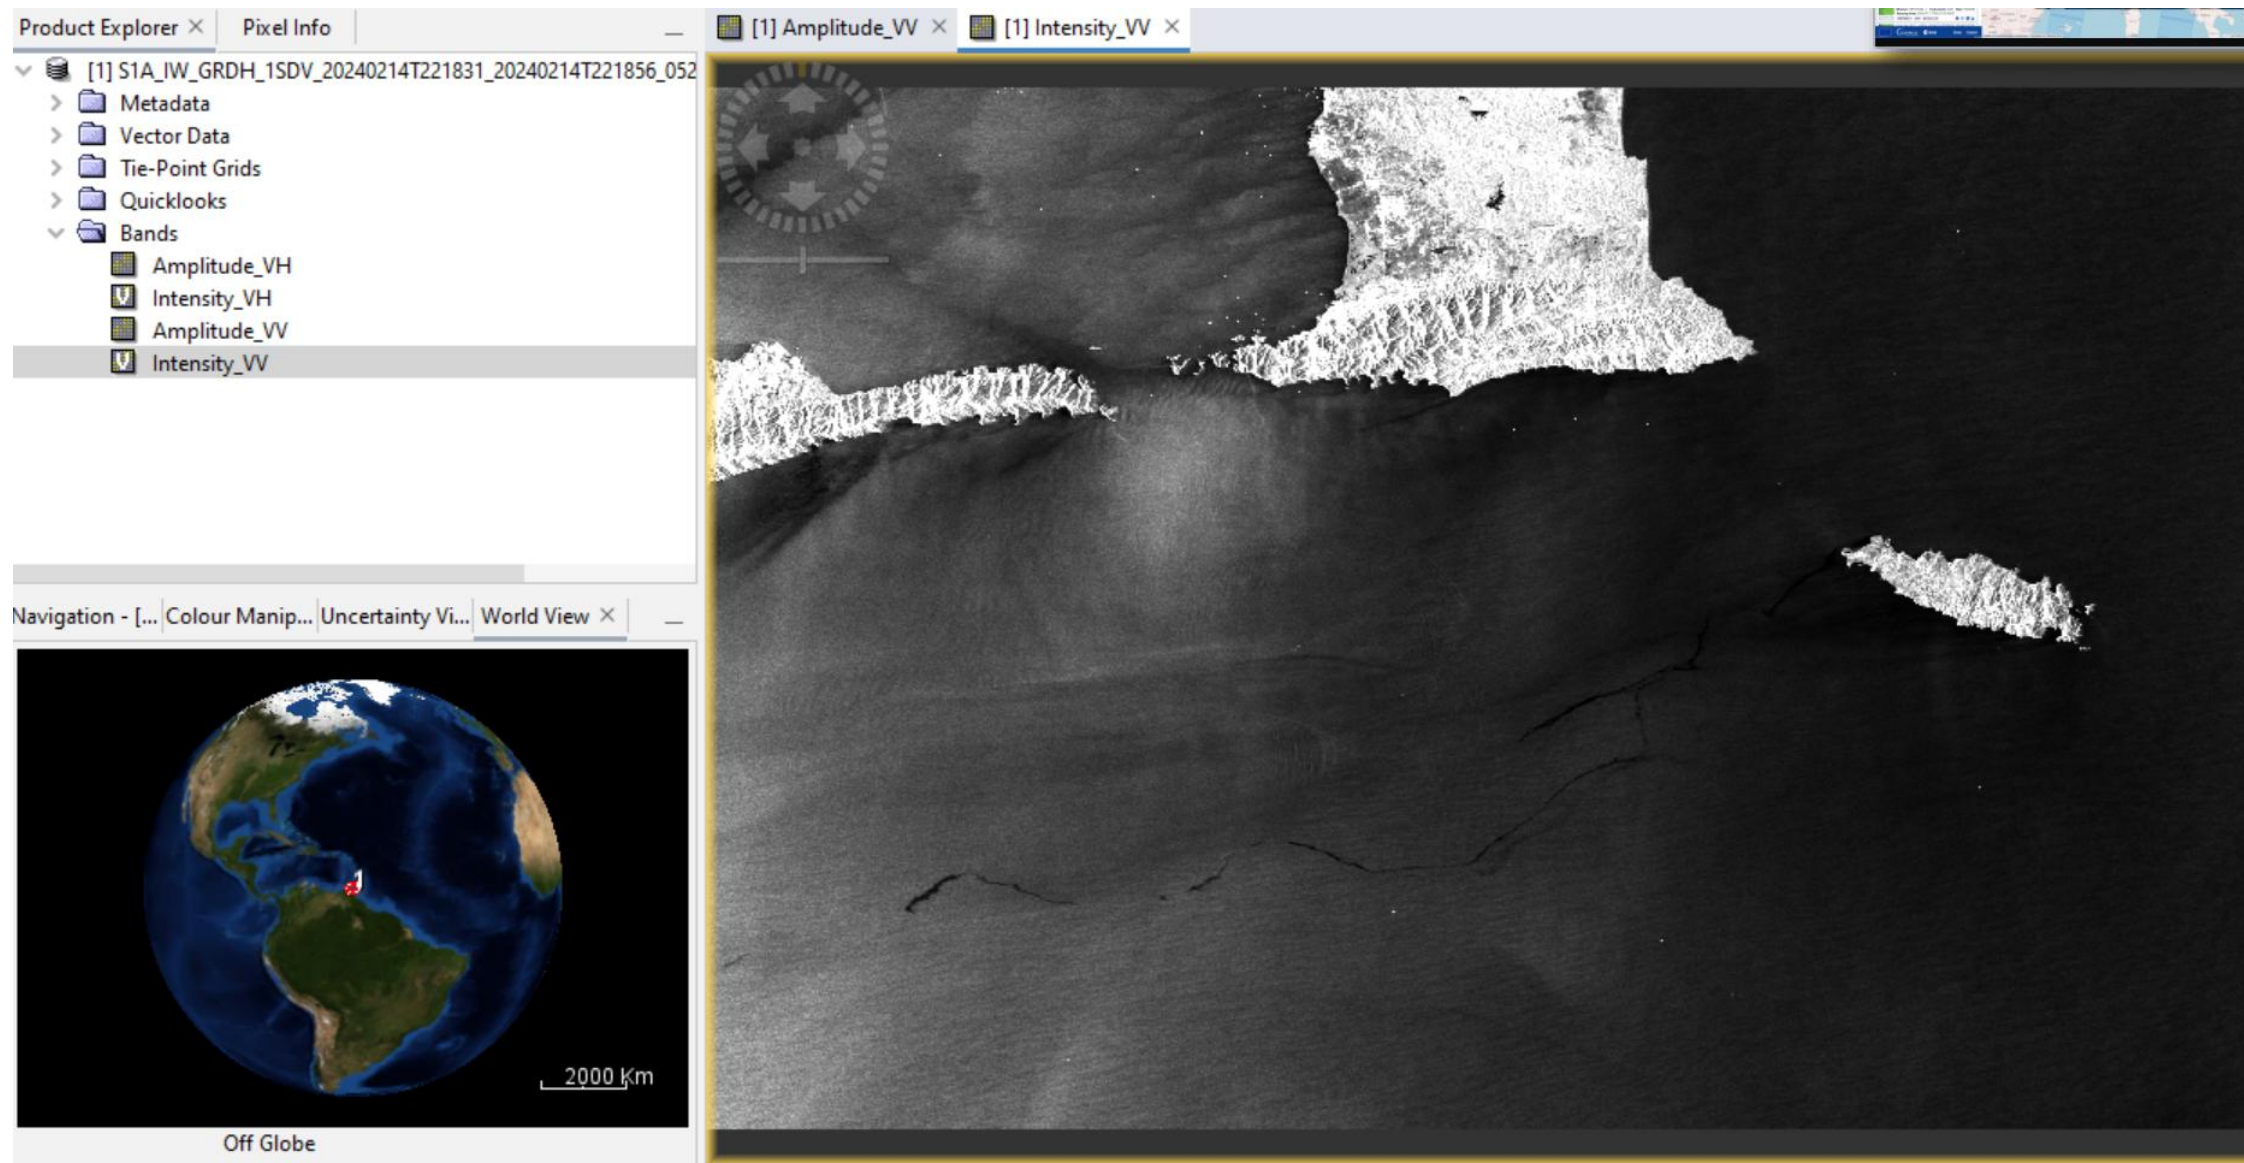 Product Explorer
Pixel Info
[1] Amplitude_VV
[1] Intensity_VV
[1] S1A_IW_GRDH_1SDV_20240214T221831_20240214T221856_052
Metadata
Vector Data
Tie-Point Grids
Quicklooks
Bands
Amplitude_VH
Intensity_VH
Amplitude_VV
Intensity_VV
Navigation - [...
Colour Manip...
Uncertainty Vi...
World View
1
2000 Km
Off Globe